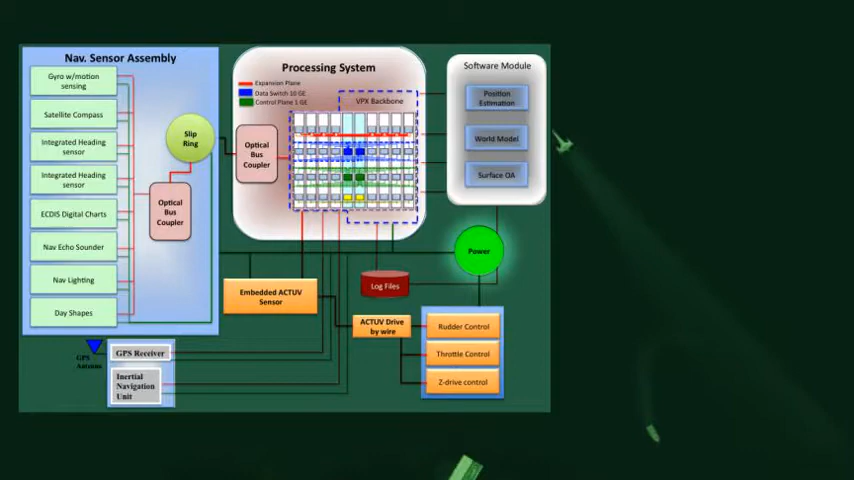 Nav. Sensor Assembly
Gyro w/motion
sensing
Satellite Compass
Integrated Heading
sensor
Integrated Heading
sensor
ECDIS Digital Charts
Nav Echo Sounder
Nav Lighting
Day Shapes
Slip
Ring
Optical
Bus
Coupler
GPS
Antenna
GPS Receiver
Inertial
Navigation
Unit
Processing System
Expansion Plane
Data Switch 10 GE
Control Plane 1 GE
VPX Backbone
Optical
Bus
Coupler
Software Module
Position
Estimation
World Model
Surface OA
Power
Embedded ACTUV
Sensor
Log Files
ACTUV Drive
by wire
Rudder Control
Throttle Control
Z-drive control